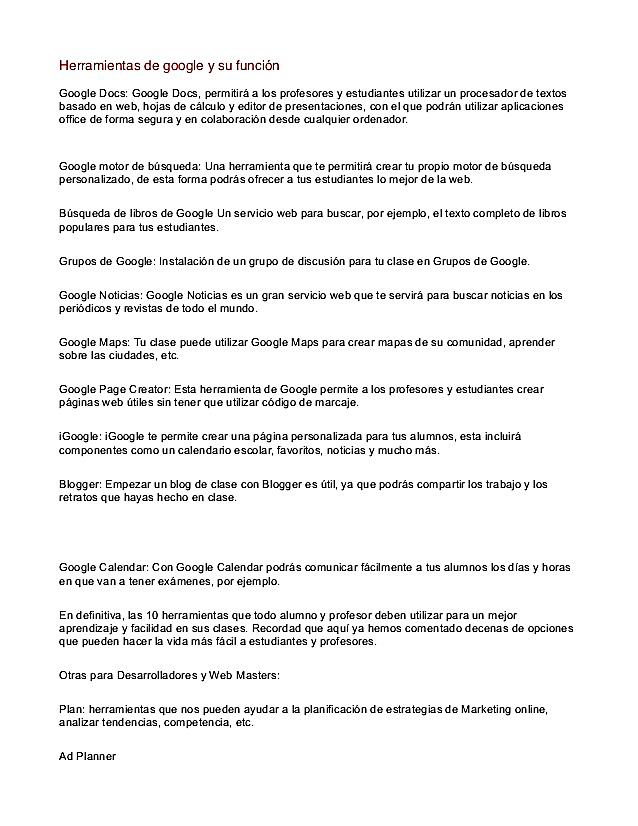 Herramientas de google y su función
Google Docs: Google Docs, permitirá a los profesores y estudiantes utilizar un procesador de textos
basado en web, hojas de cálculo y editor de presentaciones, con el que podrán utilizar aplicaciones
office de forma segura y en colaboración desde cualquier ordenador.
Google motor de búsqueda: Una herramienta que te permitirá crear tu propio motor de búsqueda
personalizado, de esta forma podrás ofrecer a tus estudiantes lo mejor de la web.
Búsqueda de libros de Google Un servicio web para buscar, por ejemplo, el texto completo de libros
populares para tus estudiantes.
Grupos de Google: Instalación de un grupo de discusión para tu clase en Grupos de Google.
Google Noticias: Google Noticias es un gran servicio web que te servirá para buscar noticias en los
periódicos y revistas de todo el mundo.
Google Maps: Tu clase puede utilizar Google Maps para crear mapas de su comunidad, aprender
sobre las ciudades, etc.
Google Page Creator: Esta herramienta de Google permite a los profesores y estudiantes crear
páginas web útiles sin tener que utilizar código de marcaje.
iGoogle: iGoogle te permite crear una página personalizada para tus alumnos, esta incluirá
componentes como un calendario escolar, favoritos, noticias y mucho más.
Blogger: Empezar un blog de clase con Blogger es útil, ya que podrás compartir los trabajo y los
retratos que hayas hecho en clase.
Google Calendar: Con Google Calendar podrás comunicar fácilmente a tus alumnos los días y horas
en que van a tener exámenes, por ejemplo.
En definitiva, las 10 herramientas que todo alumno y profesor deben utilizar para un mejor
aprendizaje y facilidad en sus clases. Recordad que aquí ya hemos comentado decenas de opciones
que pueden hacer la vida más fácil a estudiantes y profesores.
Otras para Desarrolladores y Web Masters:
Plan: herramientas que nos pueden ayudar a la planificación de estrategias de Marketing online,
analizar tendencias, competencia, etc.
Ad Planner